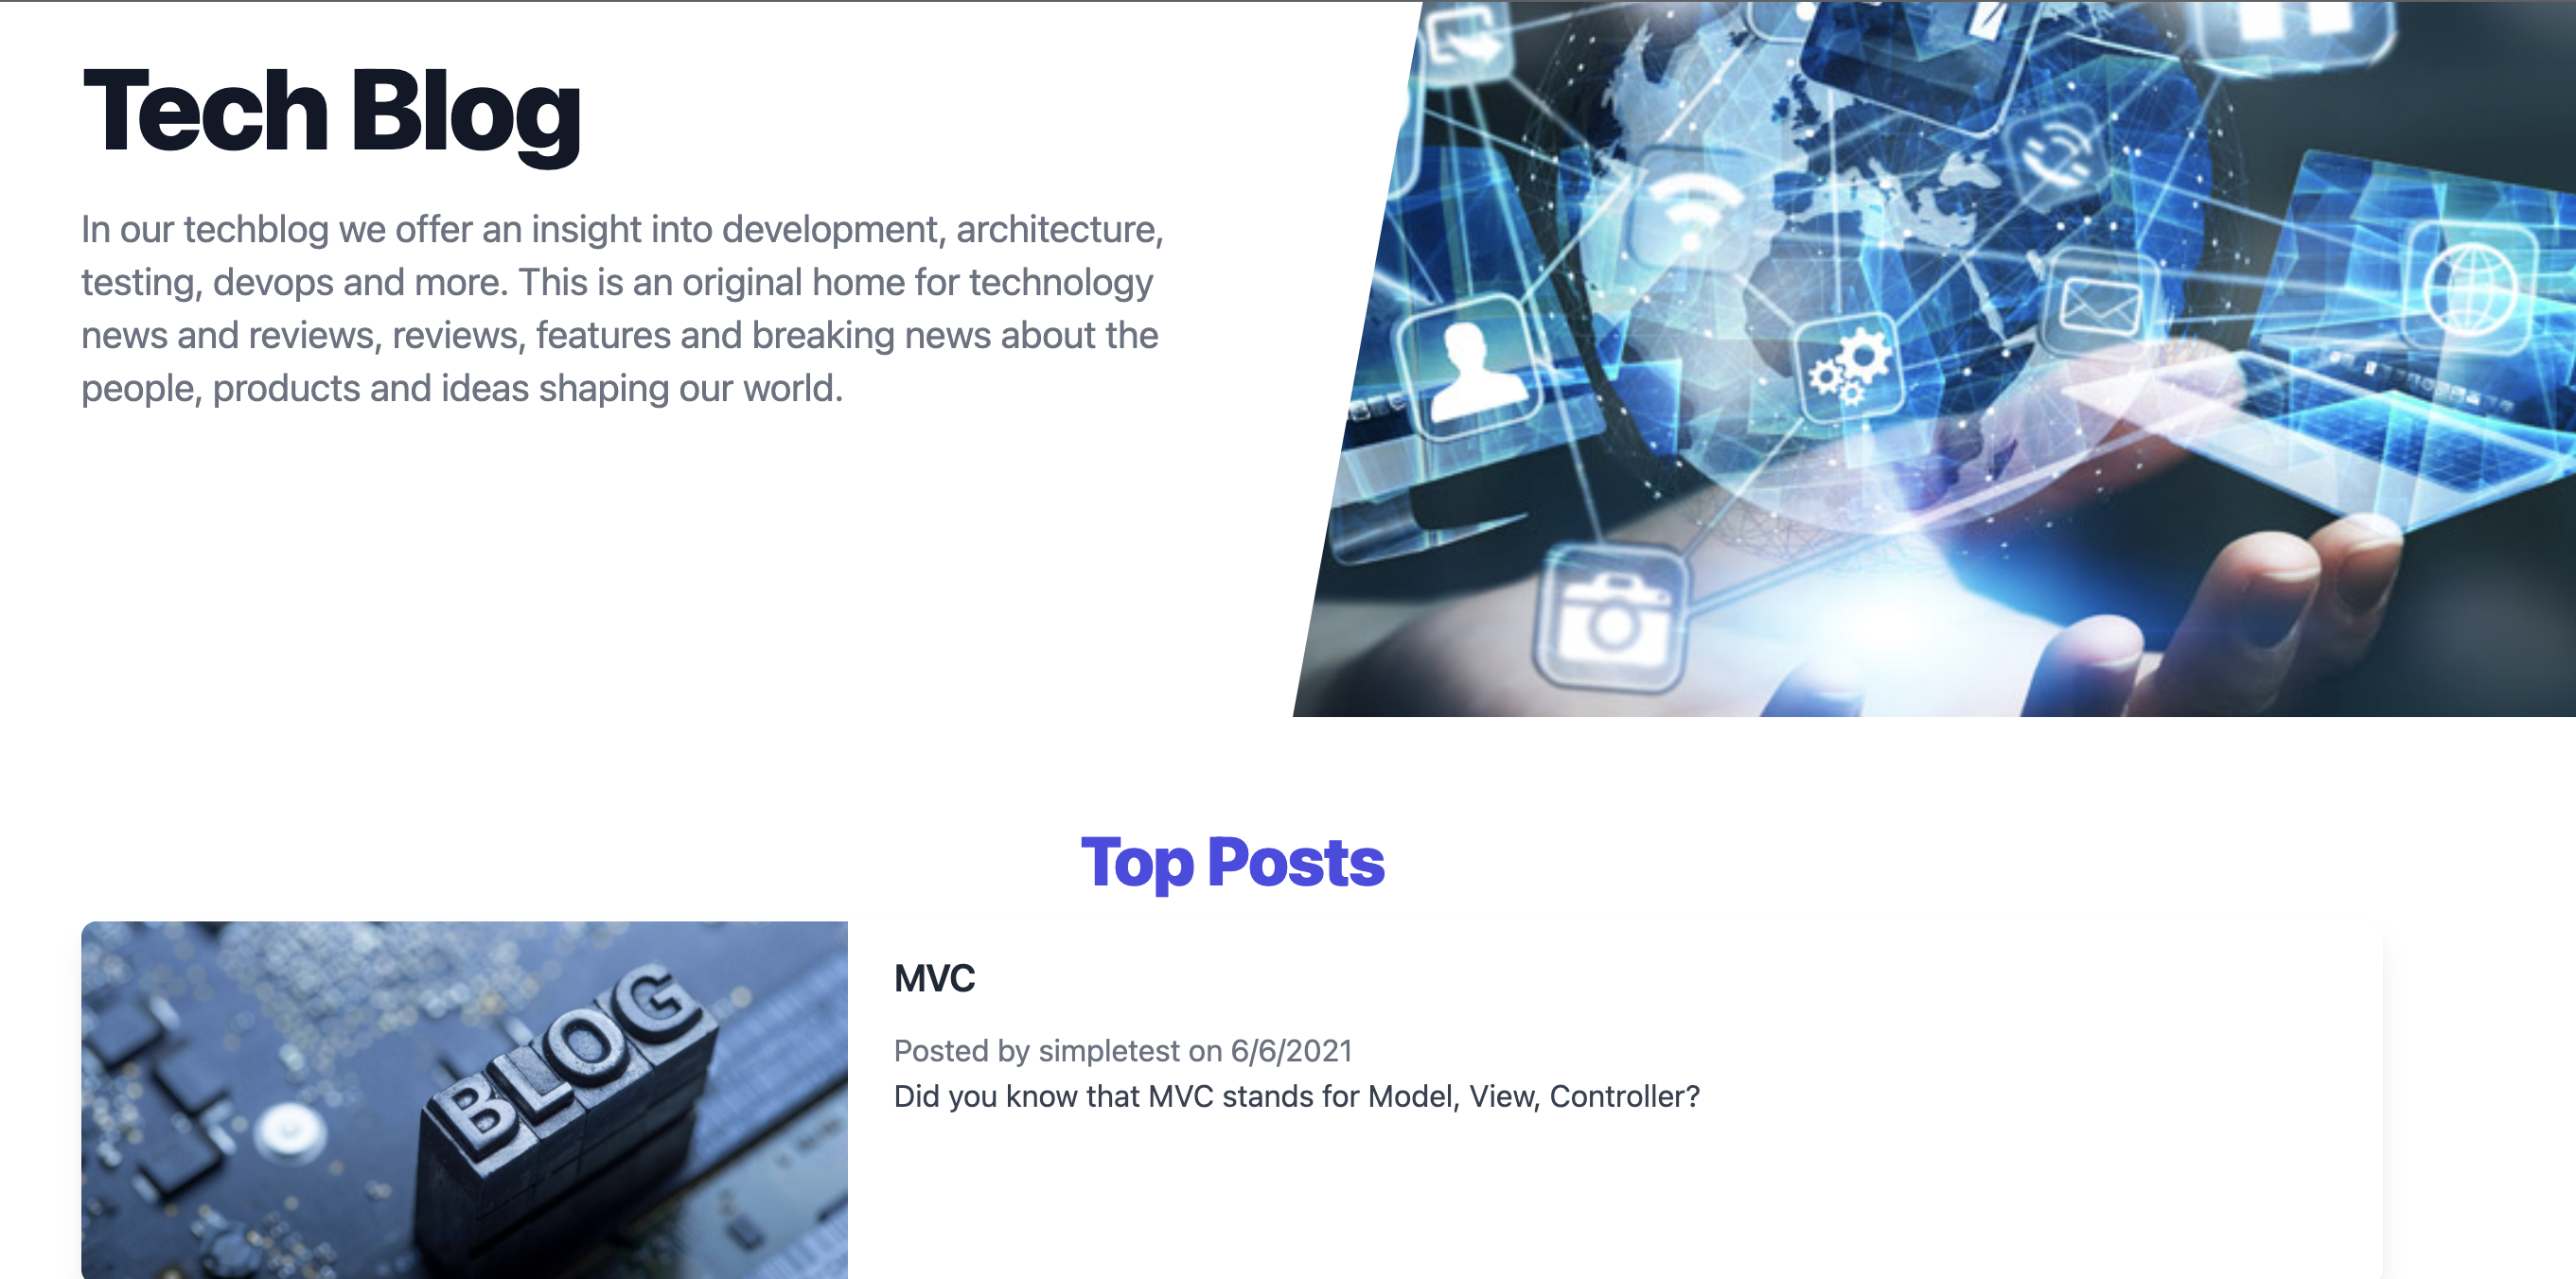 Tech Blog
In our techblog we offer an insight into development, architecture,
testing, devops and more. This is an original home for technology
news and reviews, reviews, features and breaking news about the
people, products and ideas shaping our world.
Top Posts
BLOG
MVC
Posted by simpletest on 6/6/2021
Did you know that MVC stands for Model, View, Controller?